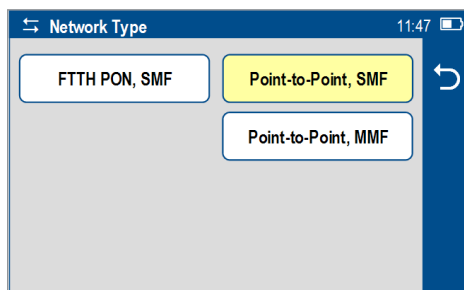 Network Type
11:47
FTTH PON, SMF
Point-to-Point, SMF
Point-to-Point, MMF